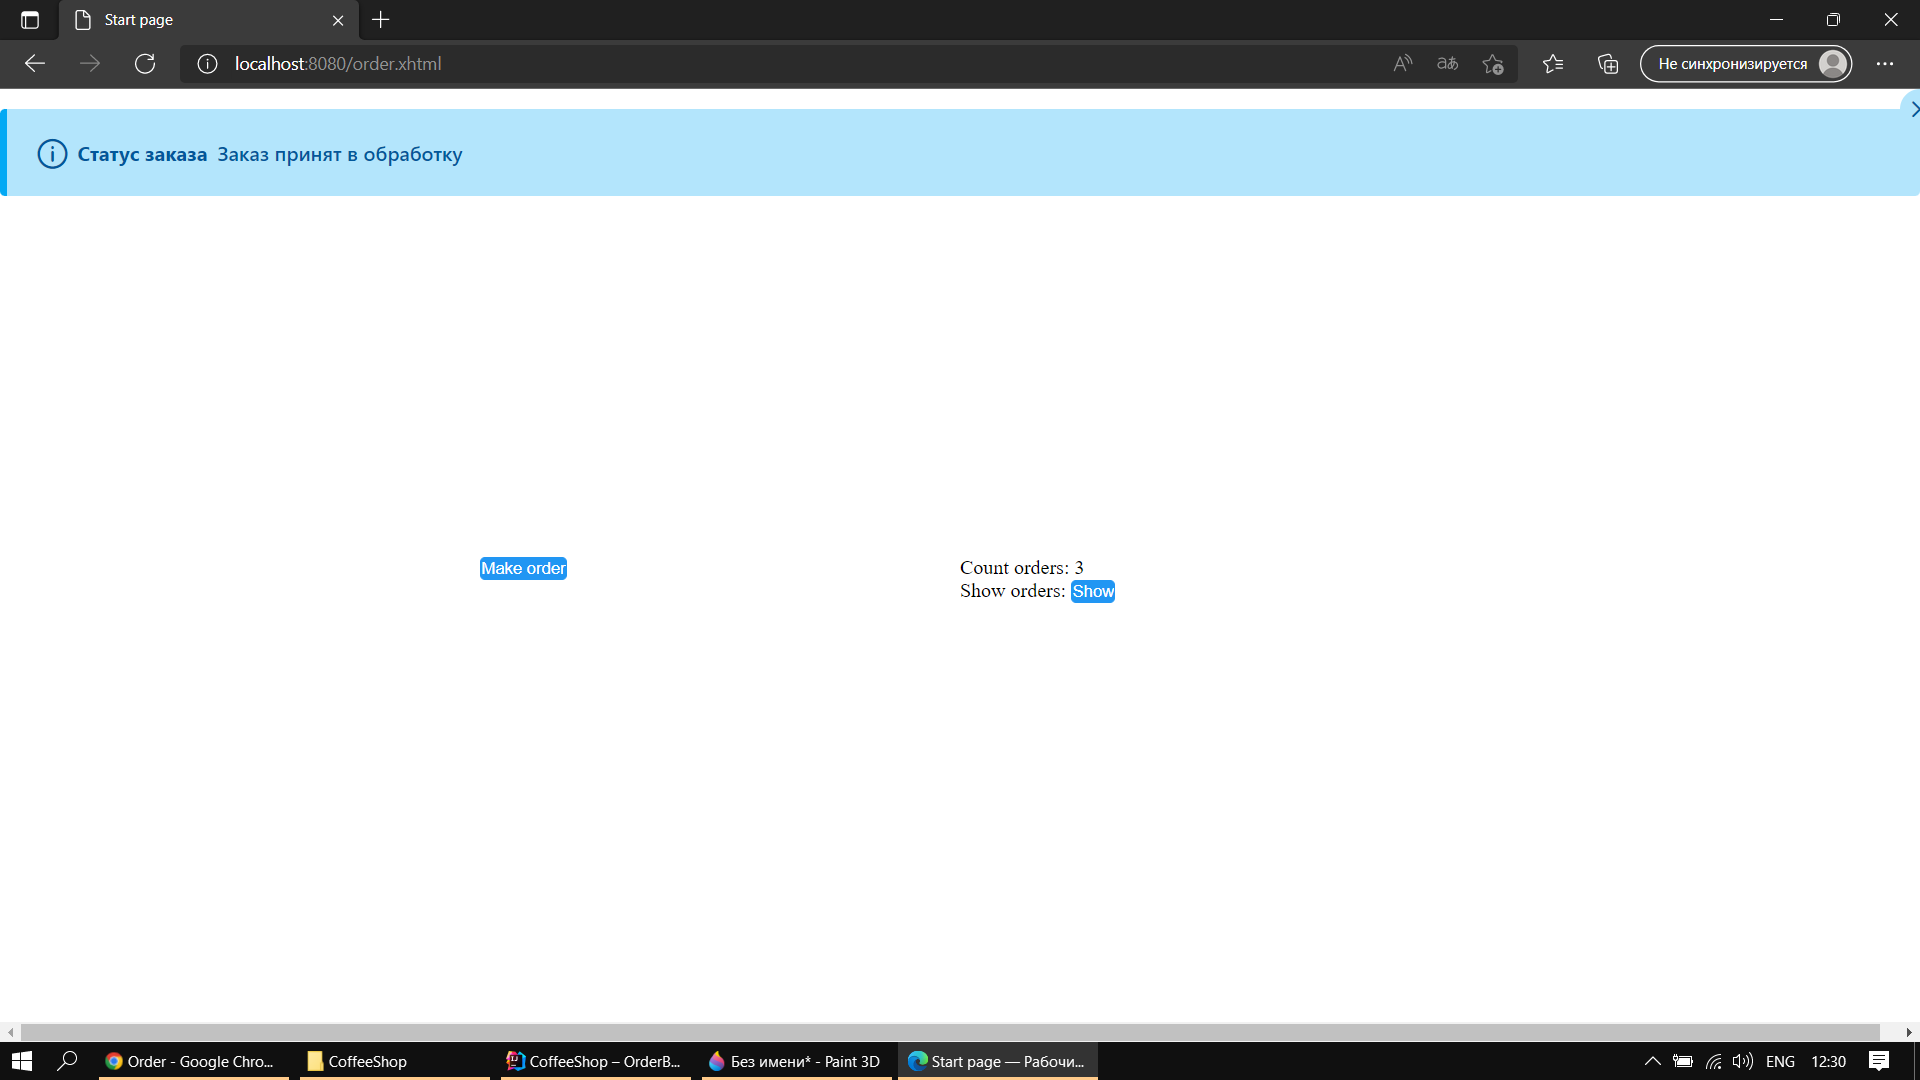 Start page
localhost:8080/order.xhtml
Не синхронизируется
Статус заказа Заказ принят в обработку
Make order
Count orders: 3
Show orders: Show
Order - Google Chro...
CoffeeShop
CoffeeShop – OrderB...
Без имени* - Paint 3D
Start page — Рабочи...
ENG
12:30